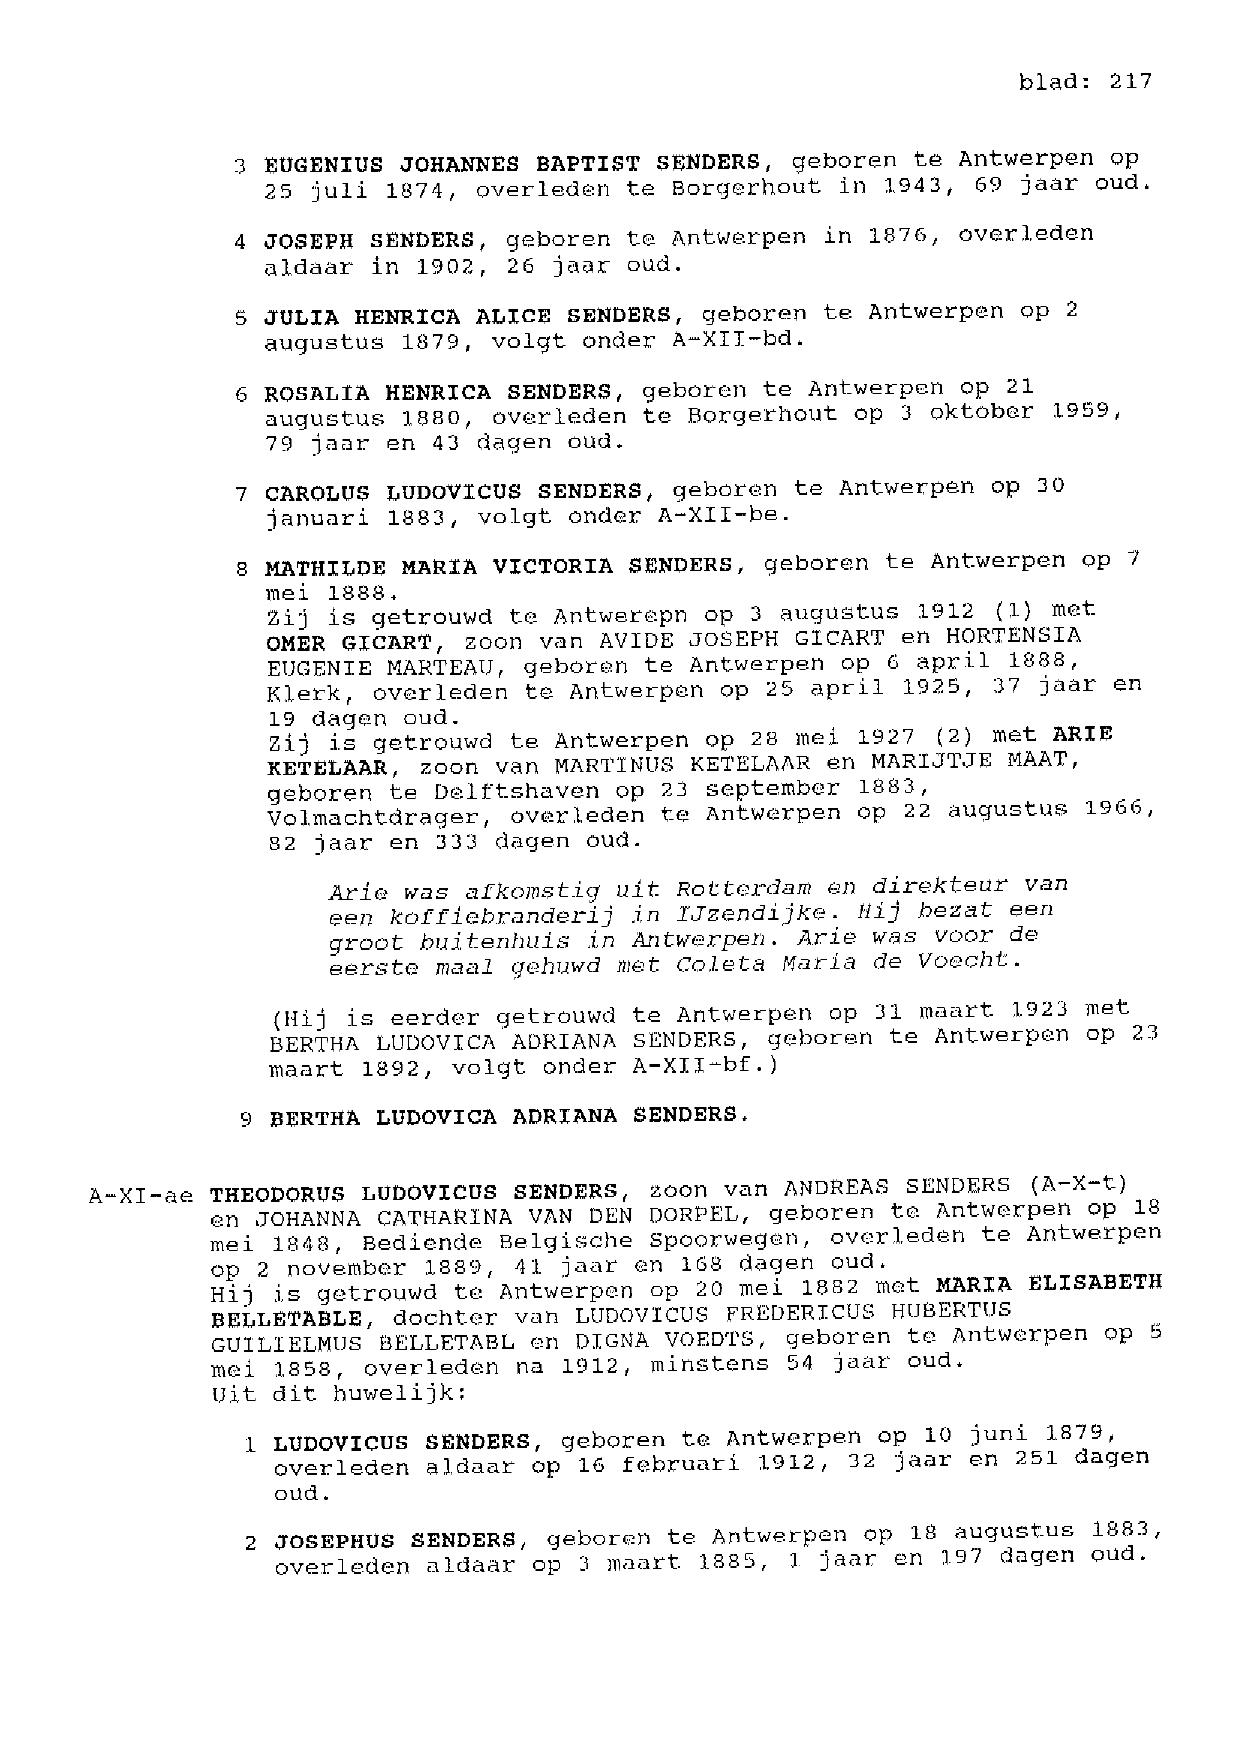 blad: 217
3 EUGENIUS JOHANNES BAPTIST SENDERS, geboren te Antwerpen op
25 juli 1874, overleden te Borgerhout in 1943, 69 jaar oud.
4 JOSEPH SENDERS, geboren te Antwerpen in 1876, overleden
aldaar in 1902, 26 jaar oud.
5 JULIA HENRICA ALICE SENDERS, geboren te Antwerpen op 2
augustus 1879, volgt onder A-XII-bd.
6 ROSALIA HENRICA SENDERS, geboren te Antwerpen op 21
augustus 1880, overleden te Borgerhout op 3 oktober 1959,
79 jaar en 43 dagen oud.
7 CAROLUS LUDOVICUS SENDERS, geboren te Antwerpen op 30
januari 1883, volgt onder A-XII-be.
8 MATHILDE MARIA VICTORIA SENDERS, geboren te Antwerpen op 7
mei 1888.
Zij is getrouwd te Antwerepn op 3 augustus 1912 (1) met
OMER GICART, zoon van AVIDE JOSEPH GICART en HORTENSIA
EUGENIE MARTEAU, geboren te Antwerpen op 6 april 1888,
Klerk, overleden te Antwerpen op 25 april 1925, 37 jaar en
19 dagen oud.
Zij is getrouwd te Antwerpen op 28 mei 1927 (2) met ARIE
KETELAAR, zoon van MARTINUS KETELAAR en MARIJTJE MAAT,
geboren te Delftshaven op 23 september 1883,
Volmachtdrager, overleden te Antwerpen op 22 augustus 1966,
82 jaar en 333 dagen oud.
Arie was afkomstig uit Rotterdam en direkteur van
een koffiebranderij in IJzendijke. Hij bezat een
groot buitenhuis in Antwerpen. Arie was voor de
eerste maal gehuwd met Coleta Maria de Voecht.
(Hij is eerder getrouwd te Antwerpen op 31 maart 1923 met
BERTHA LUDOVICA ADRIANA SENDERS, geboren te Antwerpen op 23
maart 1892, volgt onder A-XII-bf.)
9 BERTHA LUDOVICA ADRIANA SENDERS.
A-XI-ae THEODORUS LUDOVICUS SENDERS, zoon van ANDREAS SENDERS (A-X-t)
en JOHANNA CATHARINA VAN DEN DORPEL, geboren te Antwerpen op 18
mei 1848, Bediende Belgische Spoorwegen, overleden te Antwerpen
op 2 november 1889, 41 jaar en 168 dagen oud.
Hij is getrouwd te Antwerpen op 20 mei 1882 met MARIA ELISABETH
BELLETABLE, dochter van LUDOVICUS FREDERICUS HUBERTUS
GUILIELMUS BELLETABL en DIGNA VOEDTS, geboren te Antwerpen op 5
mei 1858, overleden na 1912, minstens 54 jaar oud.
Uit dit huwelijk:
1 LUDOVICUS SENDERS, geboren te Antwerpen op 10 juni 1879,
overleden aldaar op 16 februari 1912, 32 jaar en 251 dagen
oud.
2 JOSEPHUS SENDERS, geboren te Antwerpen op 18 augustus 1883,
overleden aldaar op 3 maart 1885, 1 jaar en 197 dagen oud.